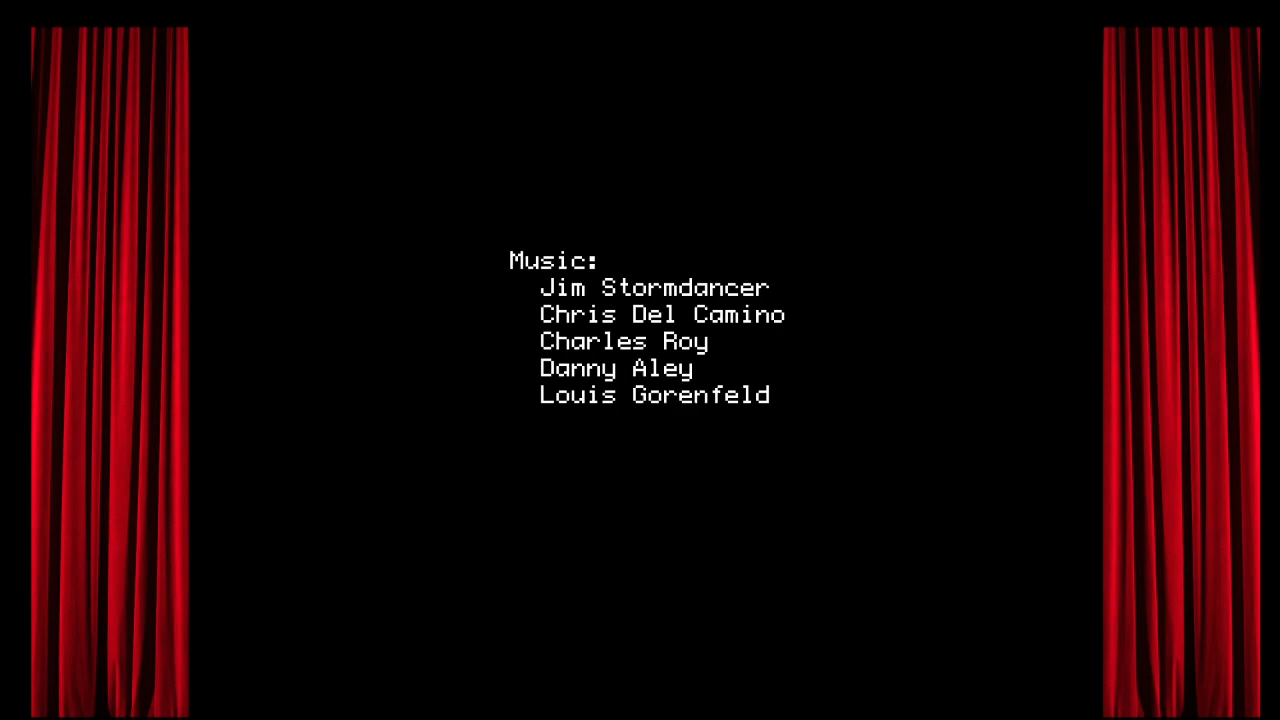 Music:
Jim Stormdancer
Chris Del Camino
Charles Roy
Danny Aley
Louis Gorenfeld